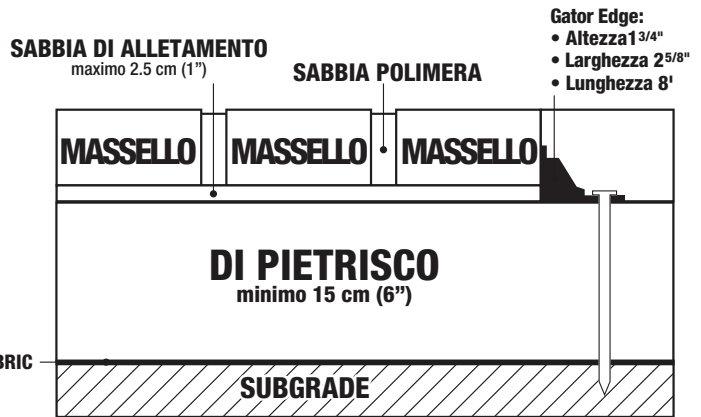 Gator Edge:
• Altezza1 3/4"
• Larghezza 2 5/8"
• Lunghezza 8'
SABBIA DI ALLETAMENTO
maximo 2.5 cm (1”)
SABBIA POLIMERA
MASSELLO MASSELLO MASSELLO
DI PIETRISCO
minimo 15 cm (6”)
BRIC
SUBGRADE